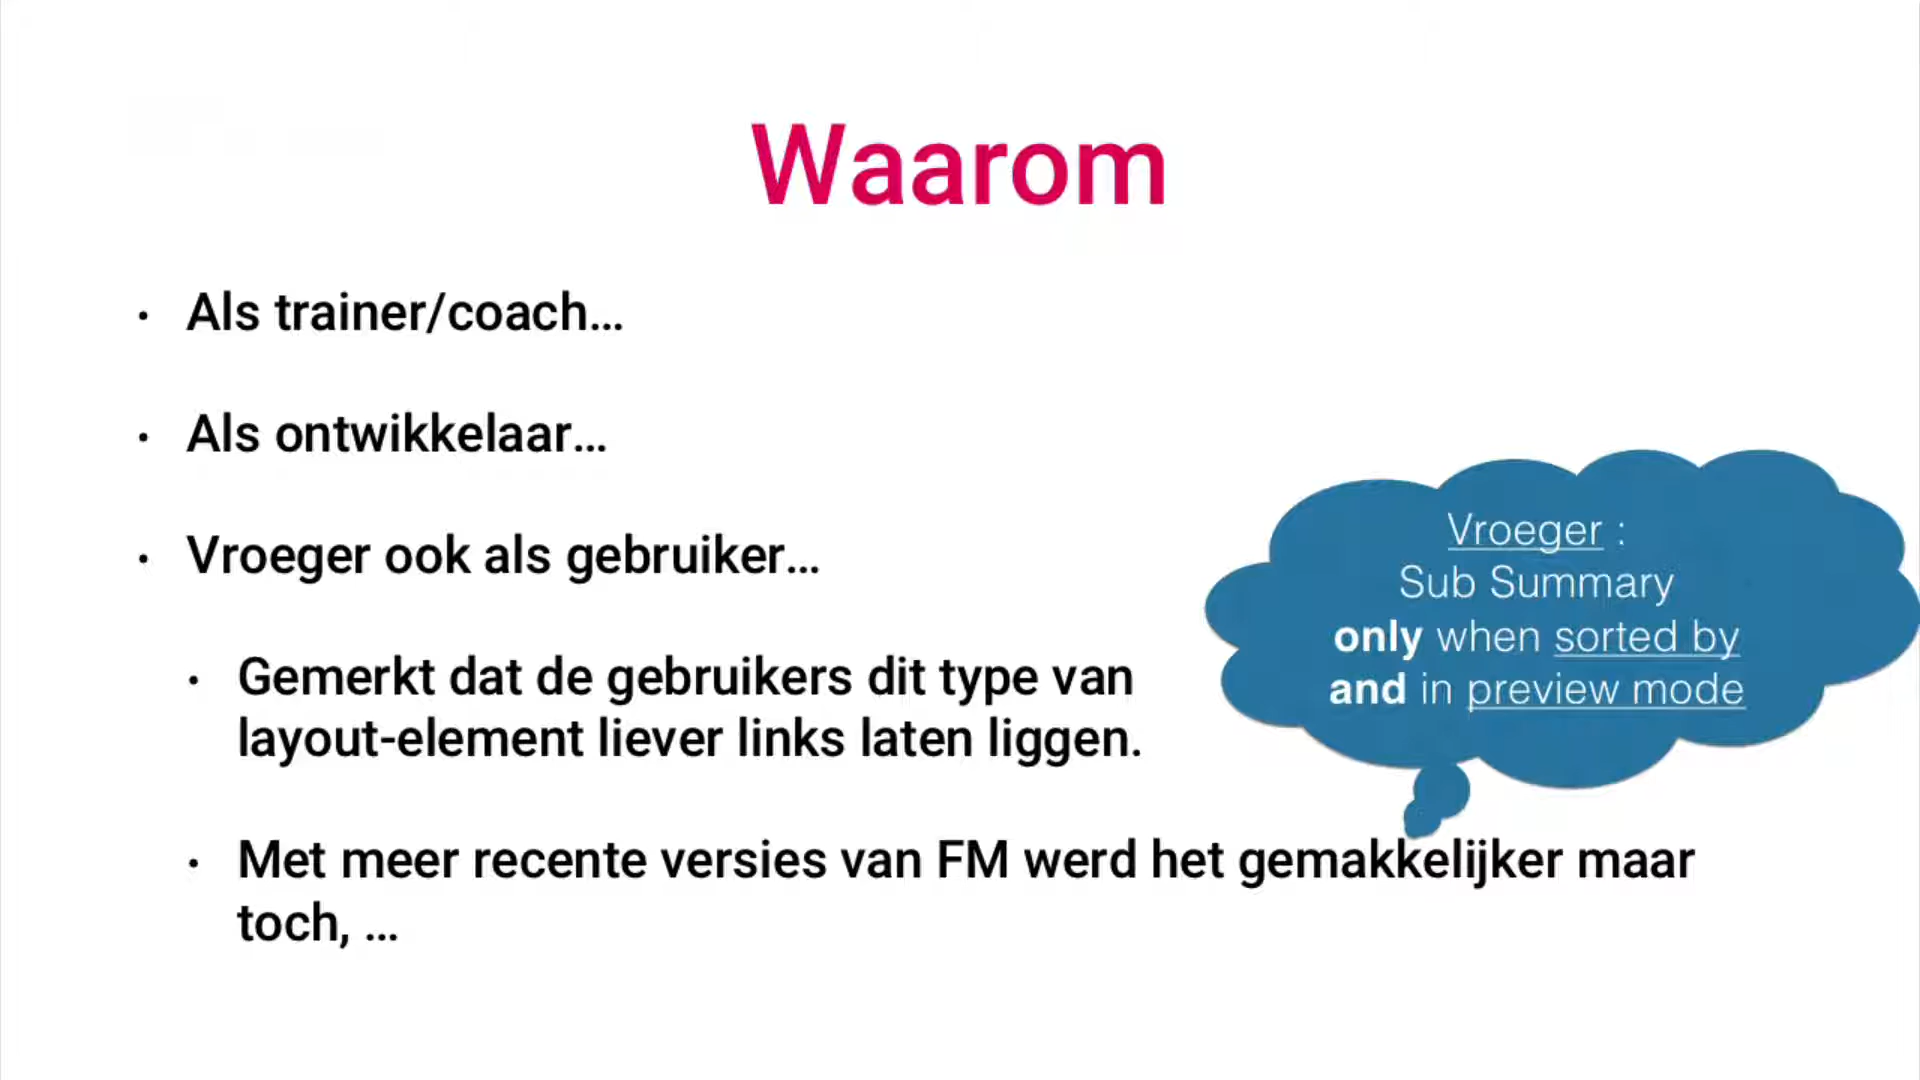 Waarom
• Als trainer/coach...
• Als ontwikkelaar...
• Vroeger ook als gebruiker...
• Gemerkt dat de gebruikers dit type van
layout-element liever links laten liggen.
• Met meer recente versies van FM werd het gemakkelijker maar
toch, ...
Vroeger :
Sub Summary
only when sorted by
and in preview mode